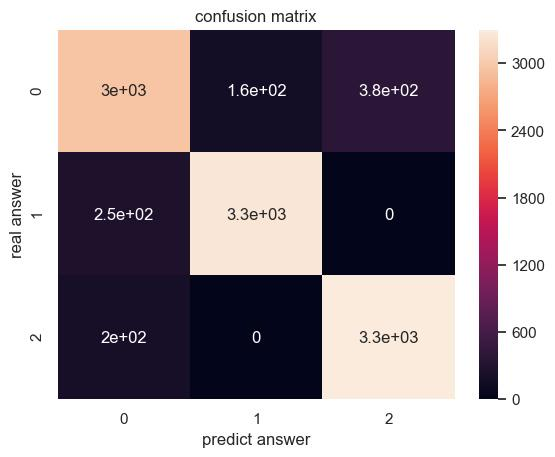 confusion matrix
real answer
0
3e+03
1.6e+02
3.8e+02
1
2.5e+02
3.3e+03
0
2
2e+02
0
3.3e+03
0
1
2
predict answer
3000
2400
1800
1200
600
0